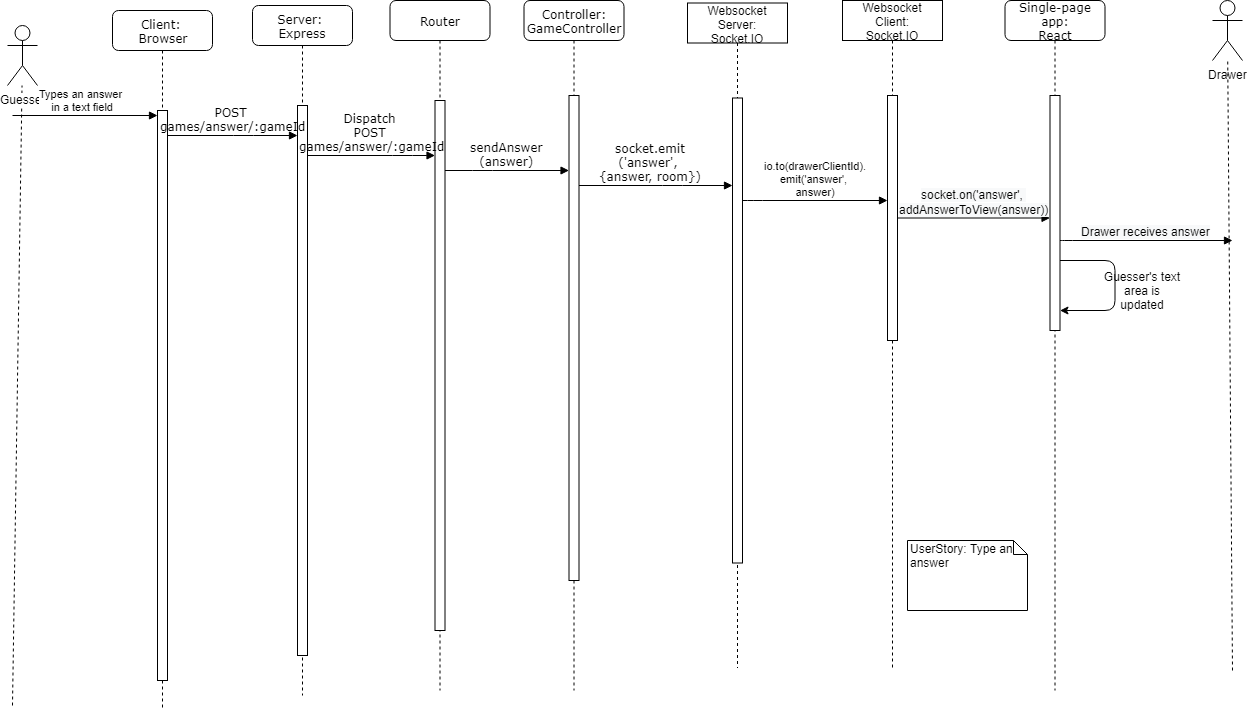 Client:
Browser
Server:
Express
Router
Controller:
GameController
Websocket
Server:
Socket.IO
Websocket
Client:
Socket.IO
Single-page
app:
React
Drawer
Guesse
Types an answer
in a text field
POST
games/answer/:gameId
Dispatch
POST
games/answer/:gameId
sendAnswer
(answer)
socket.emit
('answer',
{answer, room})
io.to(drawerClientId).
emit('answer',
answer)
socket.on('answer',
addAnswerToView(answer))
Drawer receives answer
Guesser's text
area is
updated
UserStory: Type an
answer